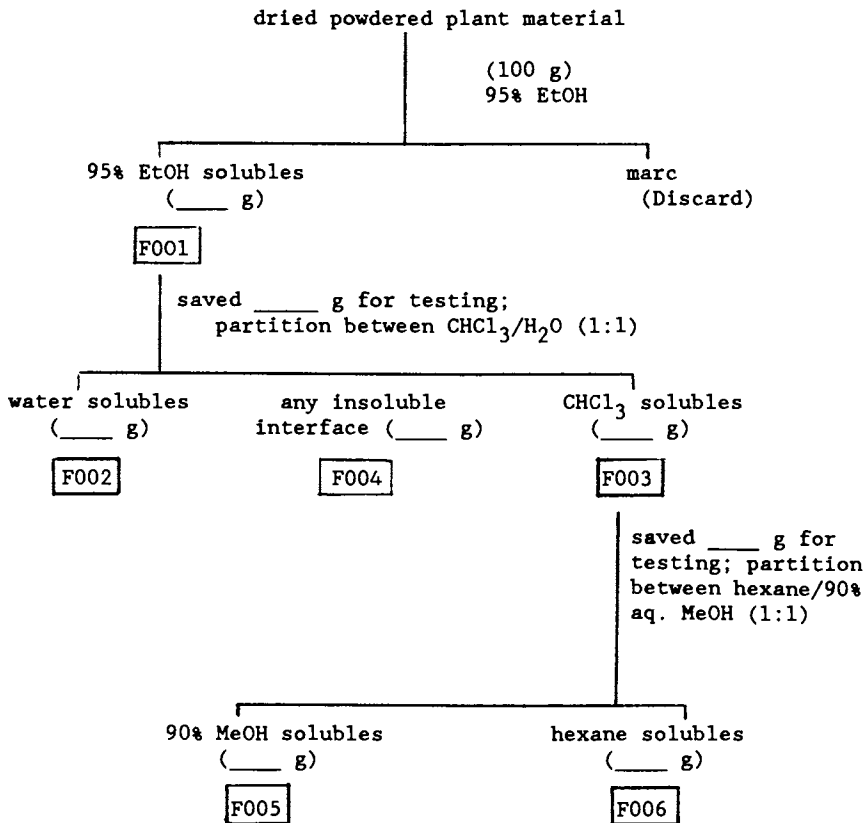 dried powdered plant material
(100 g)
95% EtOH
95% EtOH solubles
(____ g)
marc
(Discard)
F001
saved ____ g for testing;
partition between CHCl3/H2O (1:1)
water solubles
(____ g)
any insoluble
interface (____ g)
CHCl3 solubles
(____ g)
F002
F004
F003
saved ____ g for
testing; partition
between hexane/90%
aq. MeOH (1:1)
90% MeOH solubles
(____ g)
hexane solubles
(____ g)
F005
F006